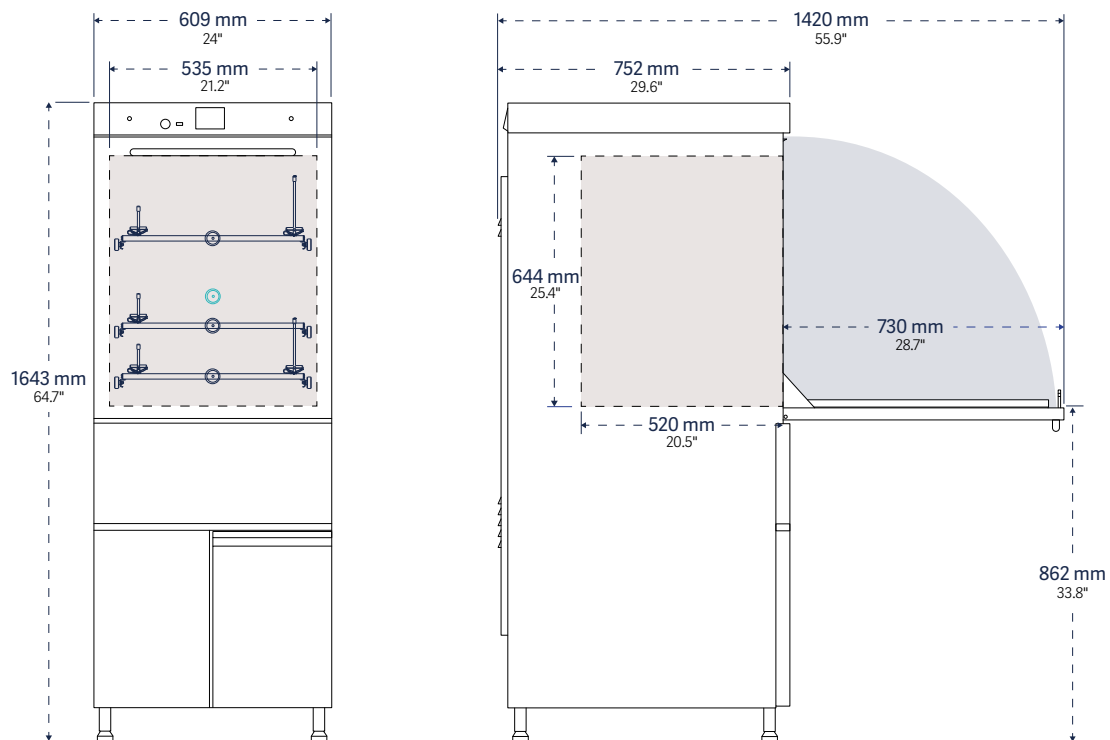 609 mm
24"
535 mm
21.2"
1643 mm
64.7"
1420 mm
55.9"
752 mm
29.6"
644 mm
25.4"
730 mm
28.7"
520 mm
20.5"
862 mm
33.8"